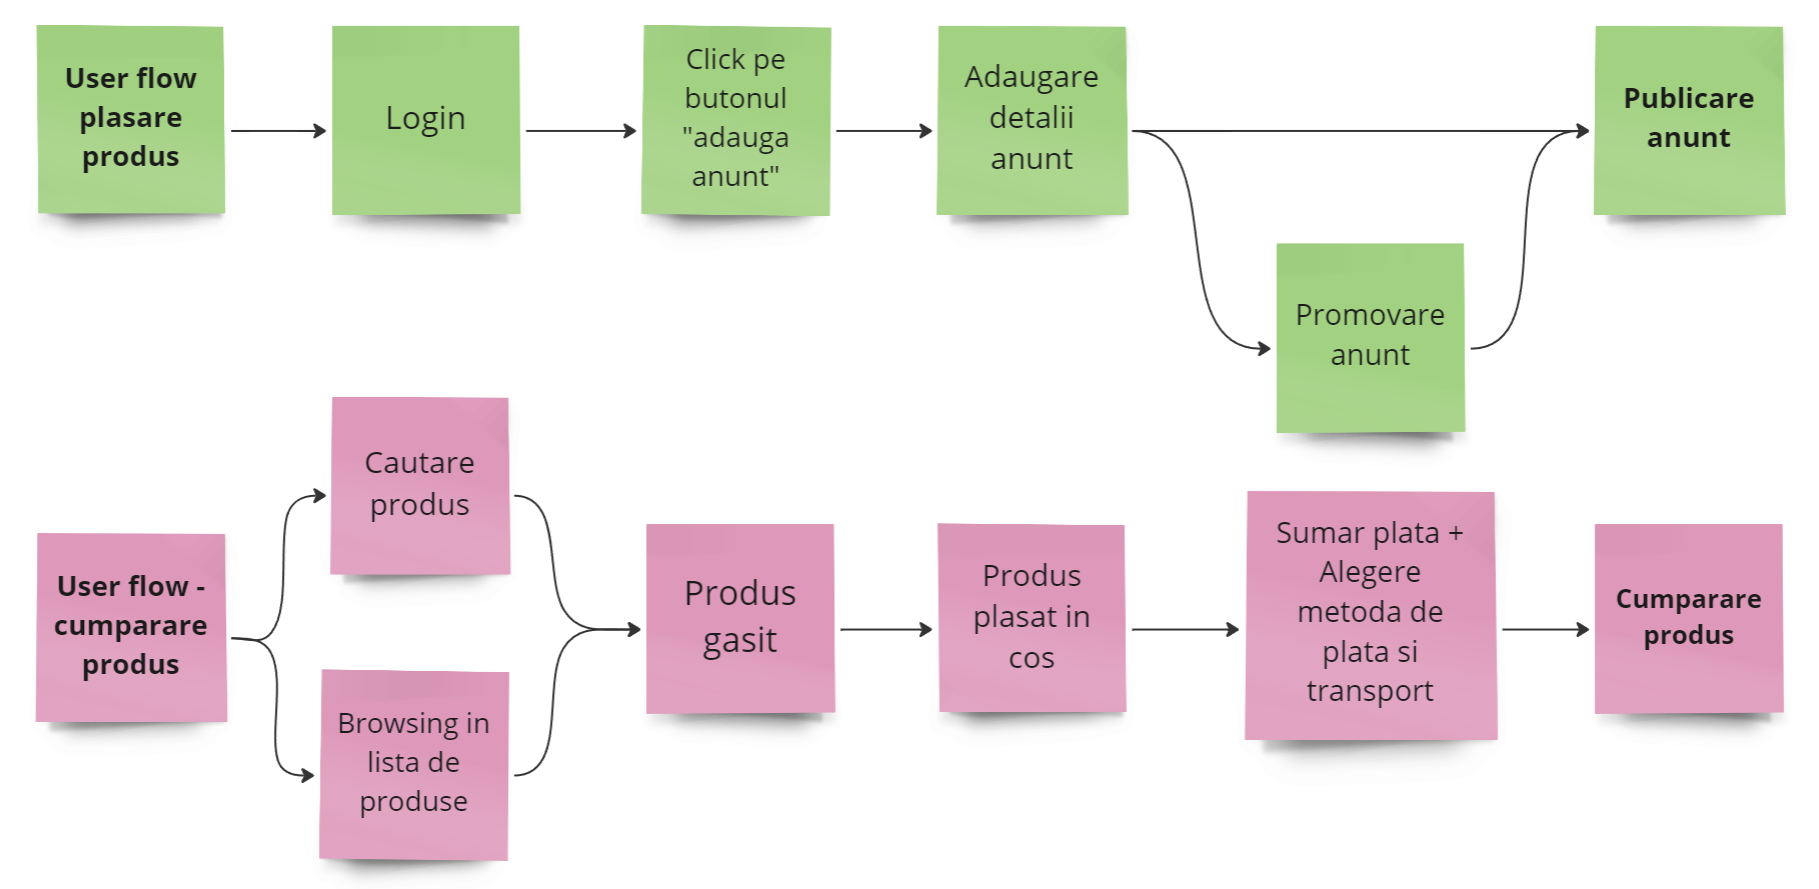 User flow
plasare
produs
Login
Click pe
butonul
"adauga
anunt"
Adaugare
detalii
anunt
Publicare
anunt
Promovare
anunt
Cautare
produs
User flow -
cumparare
produs
Browsing in
lista de
produse
Produs
gasit
Produs
plasat in
cos
Sumar plata +
Alegere
metoda de
plata si
transport
Cumparare
produs